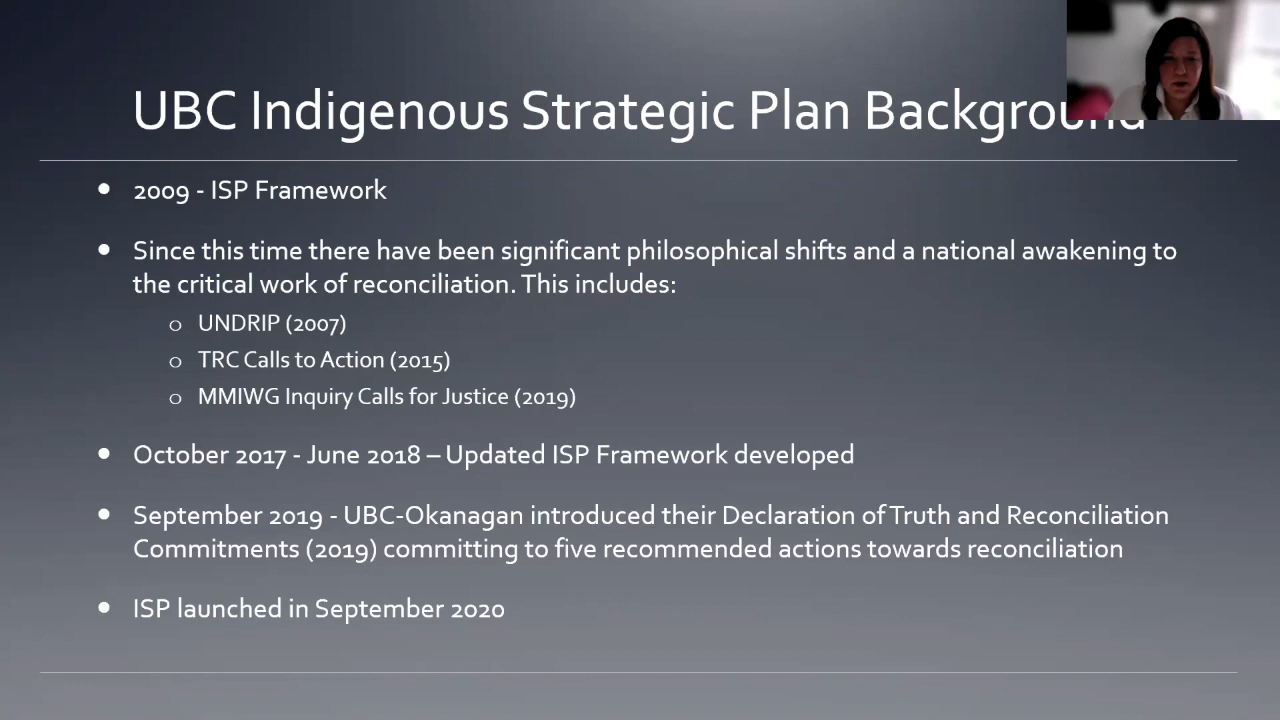 UBC Indigenous Strategic Plan Background
• 2009 - ISP Framework
• Since this time there have been significant philosophical shifts and a national awakening to
the critical work of reconciliation. This includes:
o UNDRIP (2007)
o TRC Calls to Action (2015)
o MMIWG Inquiry Calls for Justice (2019)
• October 2017 - June 2018 – Updated ISP Framework developed
• September 2019 - UBC-Okanagan introduced their Declaration of Truth and Reconciliation
Commitments (2019) committing to five recommended actions towards reconciliation
• ISP launched in September 2020